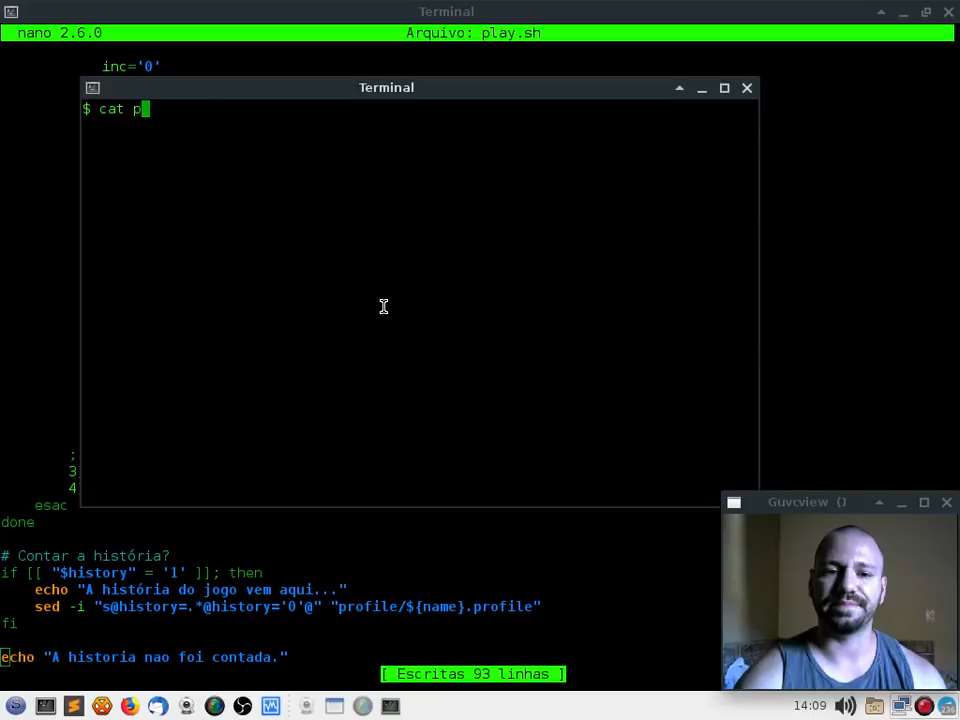 Terminal
nano 2.6.0 Arquivo: play.sh
inc='0'
Terminal
$ cat p
;
3
4
esac
done
# Contar a história?
if [[ "$history" = '1' ]]; then
echo "A história do jogo vem aqui..."
sed -i "s@history=.*@history='0'@" "profile/${name}.profile"
fi
echo "A historia nao foi contada."
[ Escritas 93 linhas ]
Guvcview (]
14:09
236